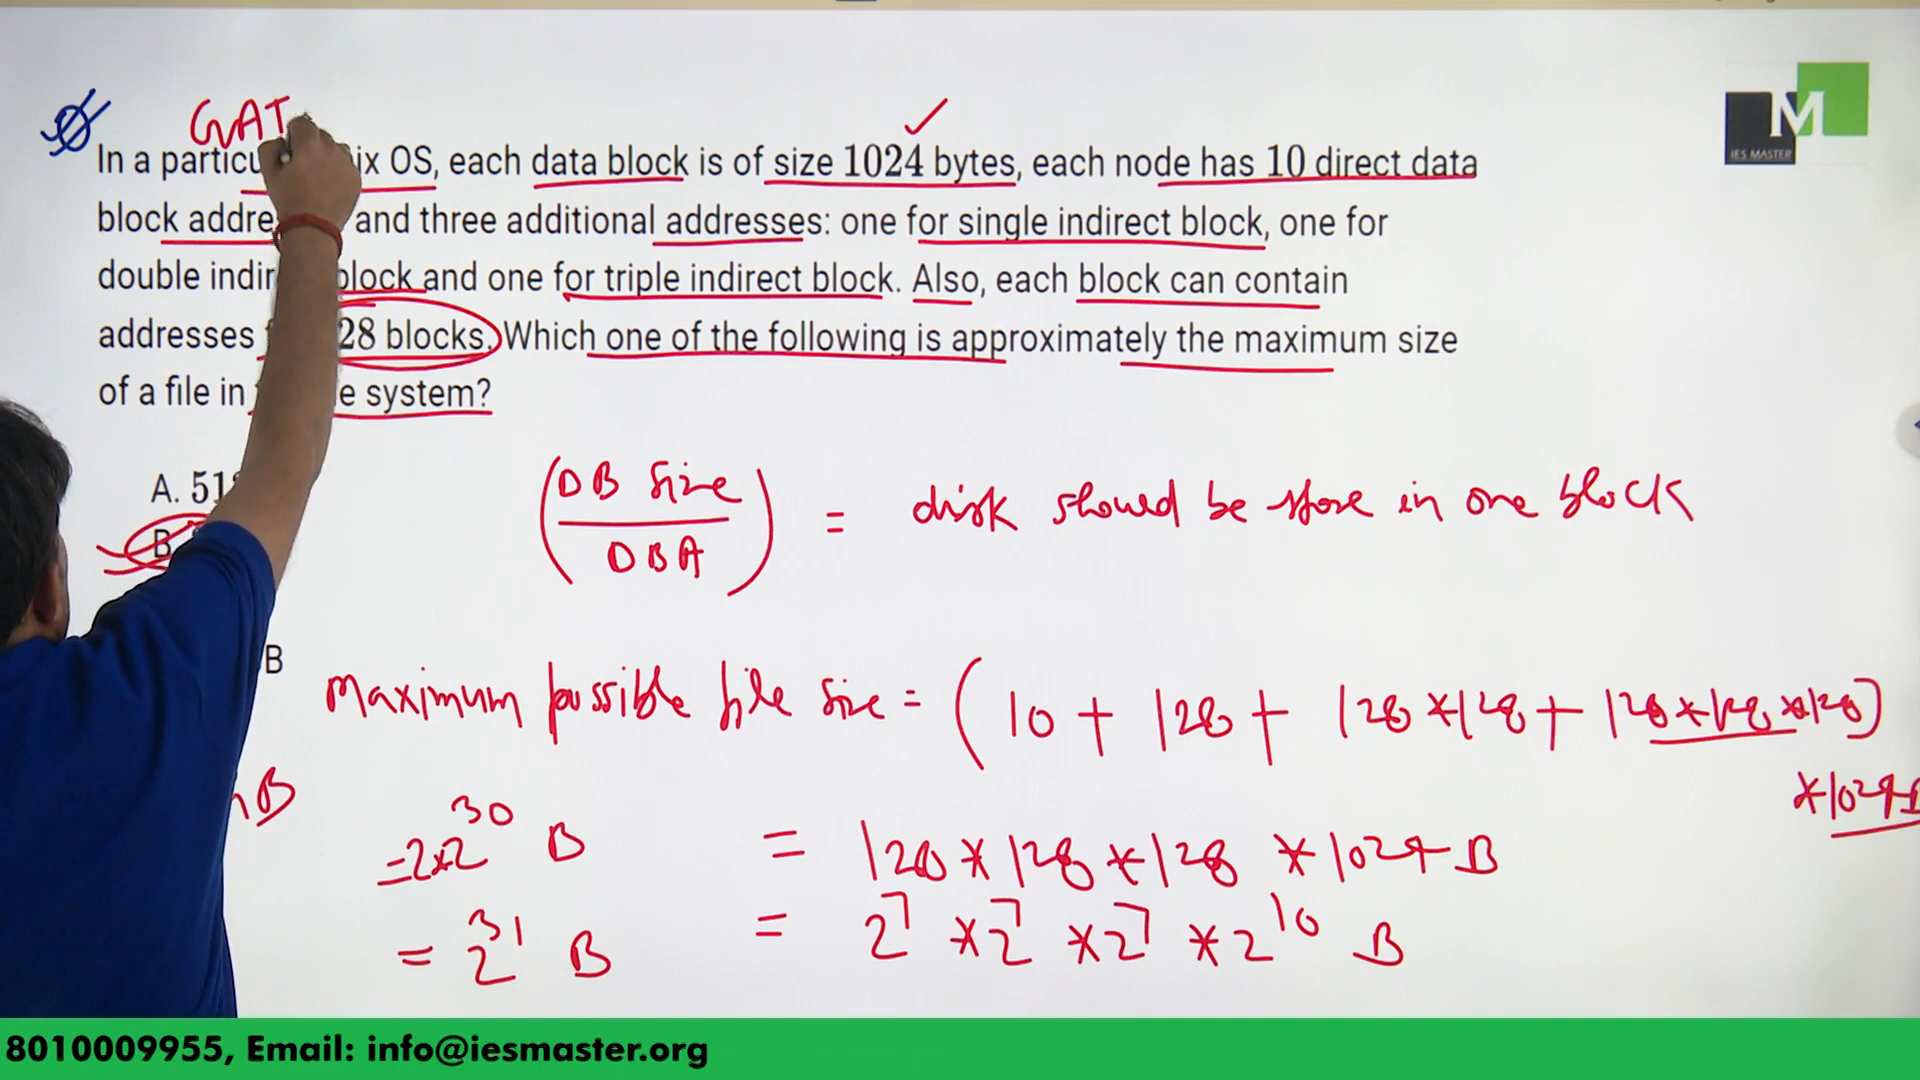 GAT
In a particu ix OS, each data block is of size 1024 bytes, each node has 10 direct data
block addre and three additional addresses: one for single indirect block, one for
double indir block and one for triple indirect block. Also, each block can contain
addresses 28 blocks. Which one of the following is approximately the maximum size
of a file in e system?
M
IES MASTER
A. 51
(DB Size / DBA) = disk should be store in one block
B.
B
Maximum possible file size = (10 + 128 + 128 * 128 + 128 * 128 * 128)
B
* 1024 B
= 2*2^30 B = 128 * 128 * 128 * 1024 B
= 2^31 B = 2^7 * 2^7 * 2^7 * 2^10 B
8010009955, Email: info@iesmaster.org